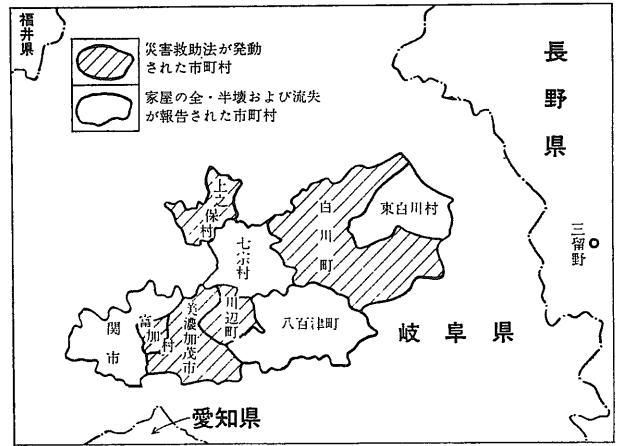 福井県
災害救助法が発動
された市町村
家屋の全・半壊および流失
が報告された市町村
長野県
上之保村
白川町
東白川村
七宗村
三留野
川辺町
美濃加茂市
富加村
関市
八百津町
岐阜県
愛知県